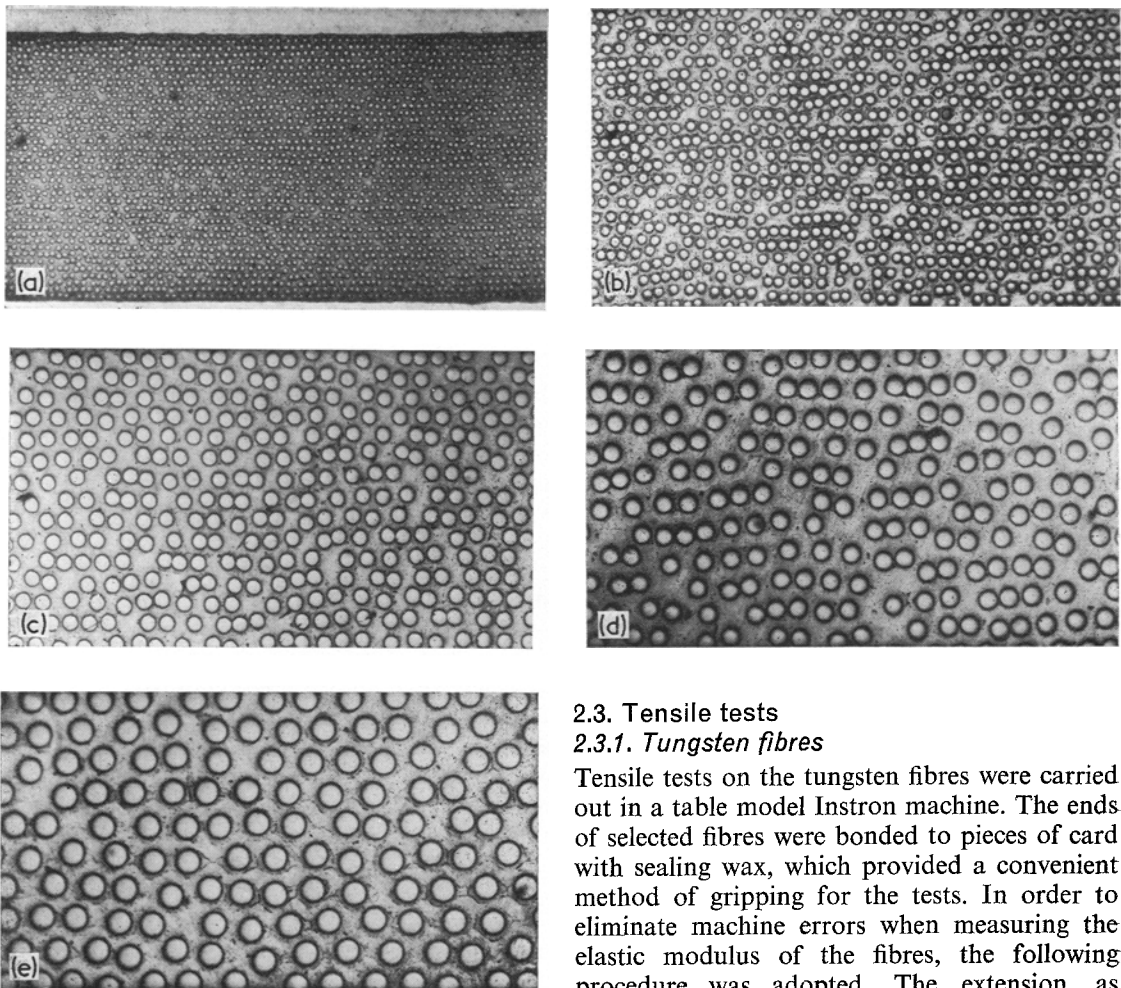 (a)
(b)
(c)
(d)
(e)
2.3. Tensile tests
2.3.1. Tungsten fibres
Tensile tests on the tungsten fibres were carried
out in a table model Instron machine. The ends
of selected fibres were bonded to pieces of card
with sealing wax, which provided a convenient
method of gripping for the tests. In order to
eliminate machine errors when measuring the
elastic modulus of the fibres, the following
procedure was adopted. The extension, as